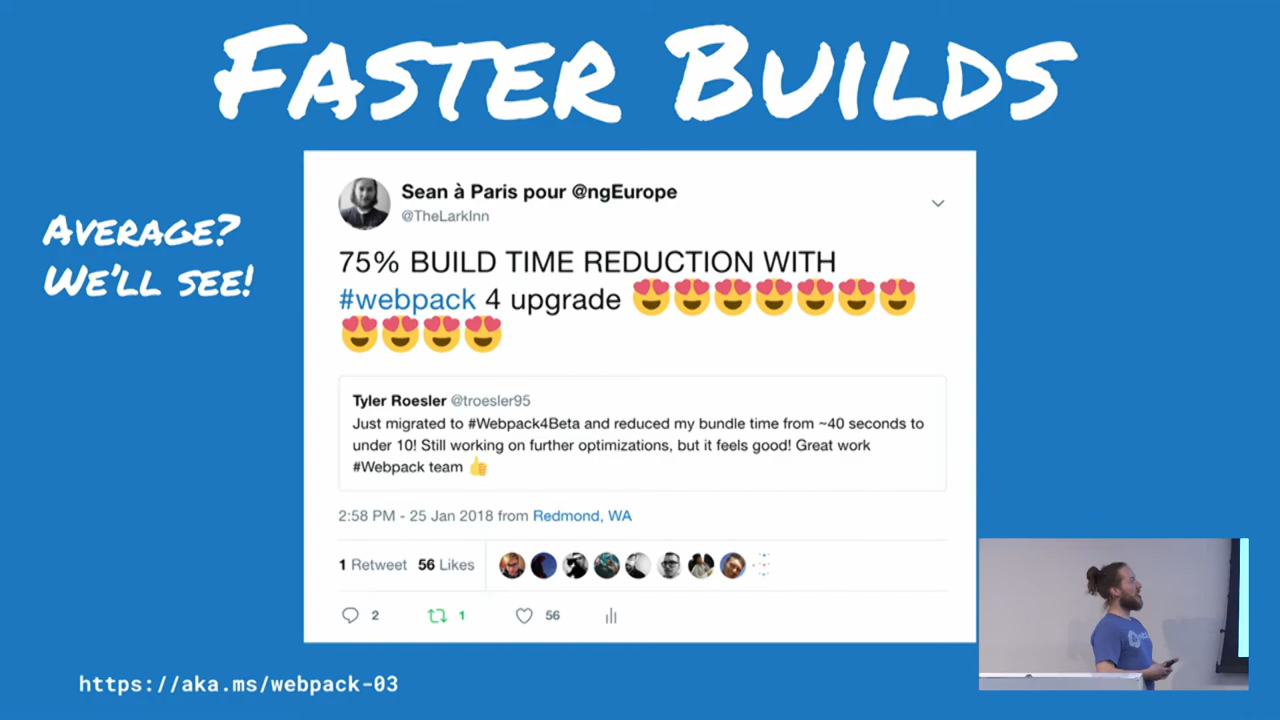 FASTER BUILDS
AVERAGE?
WE'LL SEE!
Sean à Paris pour @ngEurope
@TheLarkInn
75% BUILD TIME REDUCTION WITH
#webpack 4 upgrade 😍😍😍😍😍😍😍
😍😍😍😍
Tyler Roesler @troesler95
Just migrated to #Webpack4Beta and reduced my bundle time from ~40 seconds to
under 10! Still working on further optimizations, but it feels good! Great work
#Webpack team 👍
2:58 PM - 25 Jan 2018 from Redmond, WA
1 Retweet 56 Likes
2 1 56
https://aka.ms/webpack-03